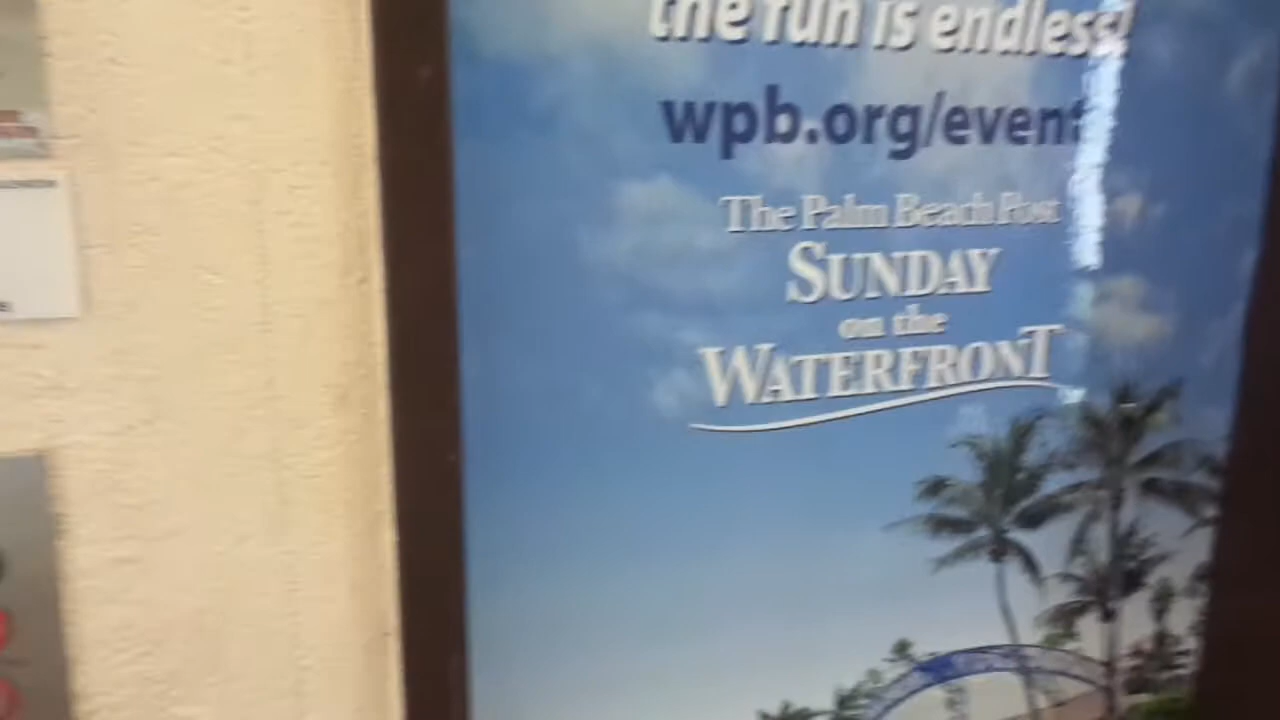 the fun is endless!
wpb.org/event
The Palm Beach Post
SUNDAY
on the
WATERFRONT